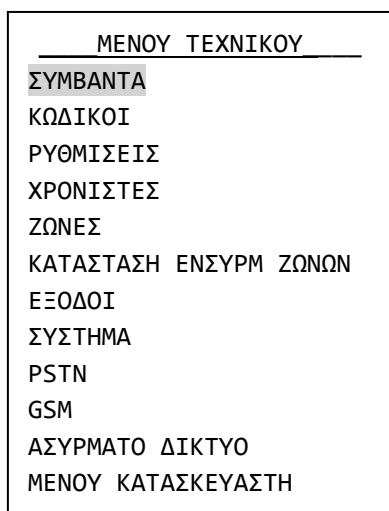 ΜΕΝΟΥ ΤΕΧΝΙΚΟΥ
ΣΥΜΒΑΝΤΑ
ΚΩΔΙΚΟΙ
ΡΥΘΜΙΣΕΙΣ
ΧΡΟΝΙΣΤΕΣ
ΖΩΝΕΣ
ΚΑΤΑΣΤΑΣΗ ΕΝΣΥΡΜ ΖΩΝΩΝ
ΕΞΟΔΟΙ
ΣΥΣΤΗΜΑ
PSTN
GSM
ΑΣΥΡΜΑΤΟ ΔΙΚΤΥΟ
ΜΕΝΟΥ ΚΑΤΑΣΚΕΥΑΣΤΗ